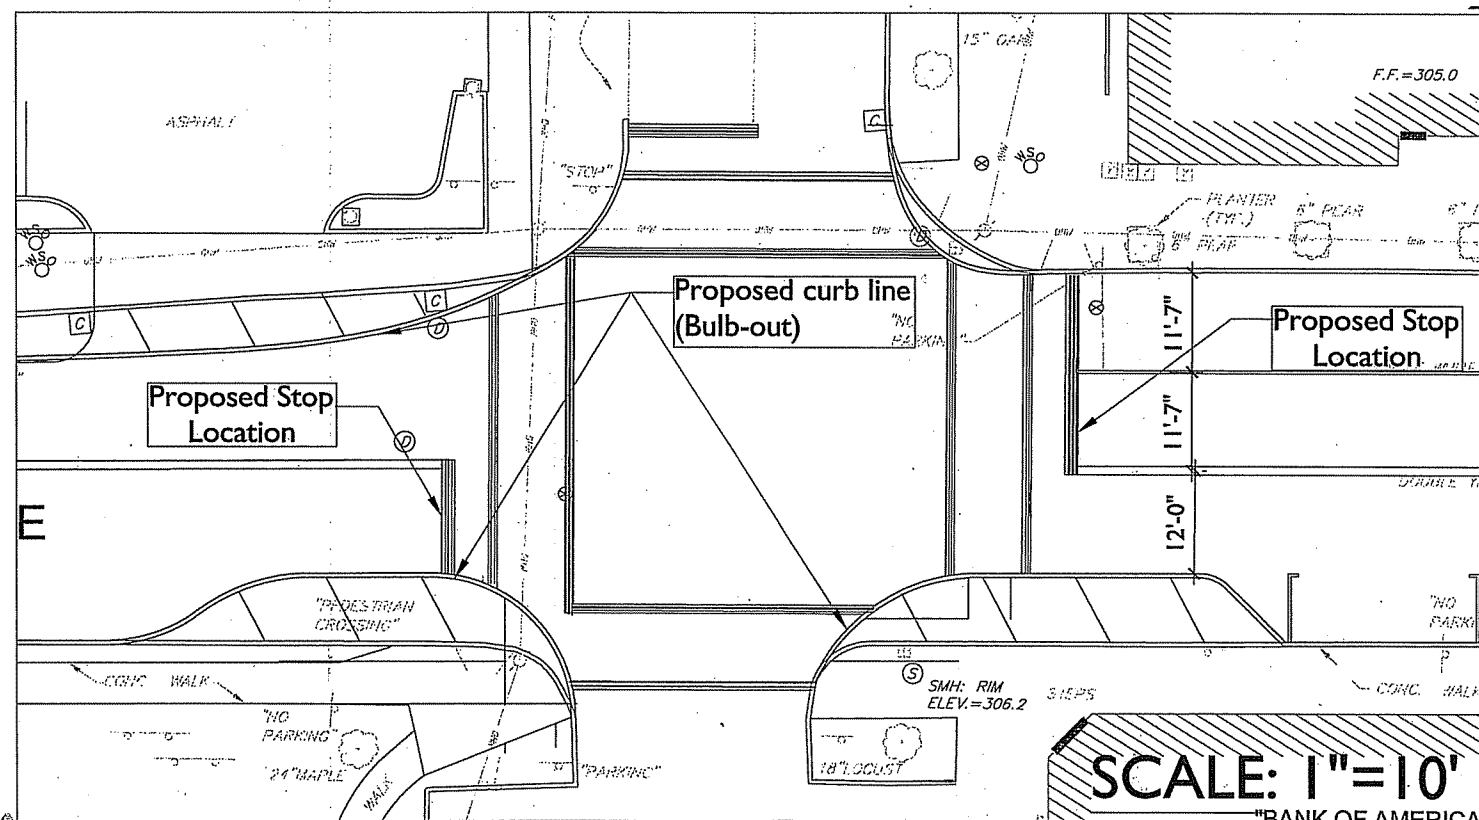 15" OAK
F.F.=305.0
ASPHALT
C
"STOP"
WSO
PLANTER
(TYP.)
6" PEAR
6" PEAR
WSO
WSO
D
C
C
D
Proposed curb line
(Bulb-out)
"NO
PARKING"
11'-7"
Proposed Stop
Location
Proposed Stop
Location
11'-7"
D
DOUBLE
E
12'-0"
"PEDESTRIAN
CROSSING"
"NO
CONC. WALK
S
SMH: RIM
ELEV.=306.2
CONC. WALK
"NO
PARKING"
24" MAPLE
WALK
"PARKING"
18" LOCUST
SCALE: 1"=10'
"BANK OF AMERICA